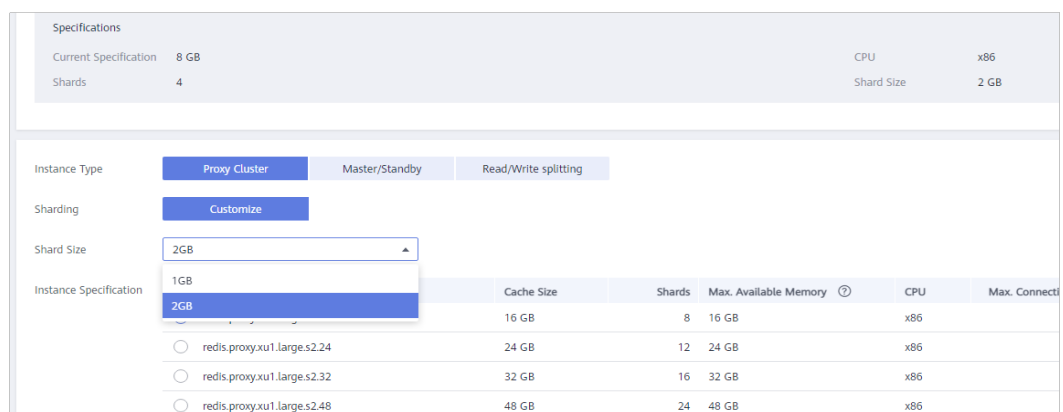 Specifications
Current Specification 8 GB CPU x86
Shards 4 Shard Size 2 GB
Instance Type Proxy Cluster Master/Standby Read/Write splitting
Sharding Customize
Shard Size 2GB
1GB
Instance Specification Cache Size Shards Max. Available Memory ? CPU Max. Connecti
2GB
16 GB 8 16 GB x86
redis.proxy.xu1.large.s2.24 24 GB 12 24 GB x86
redis.proxy.xu1.large.s2.32 32 GB 16 32 GB x86
redis.proxy.xu1.large.s2.48 48 GB 24 48 GB x86